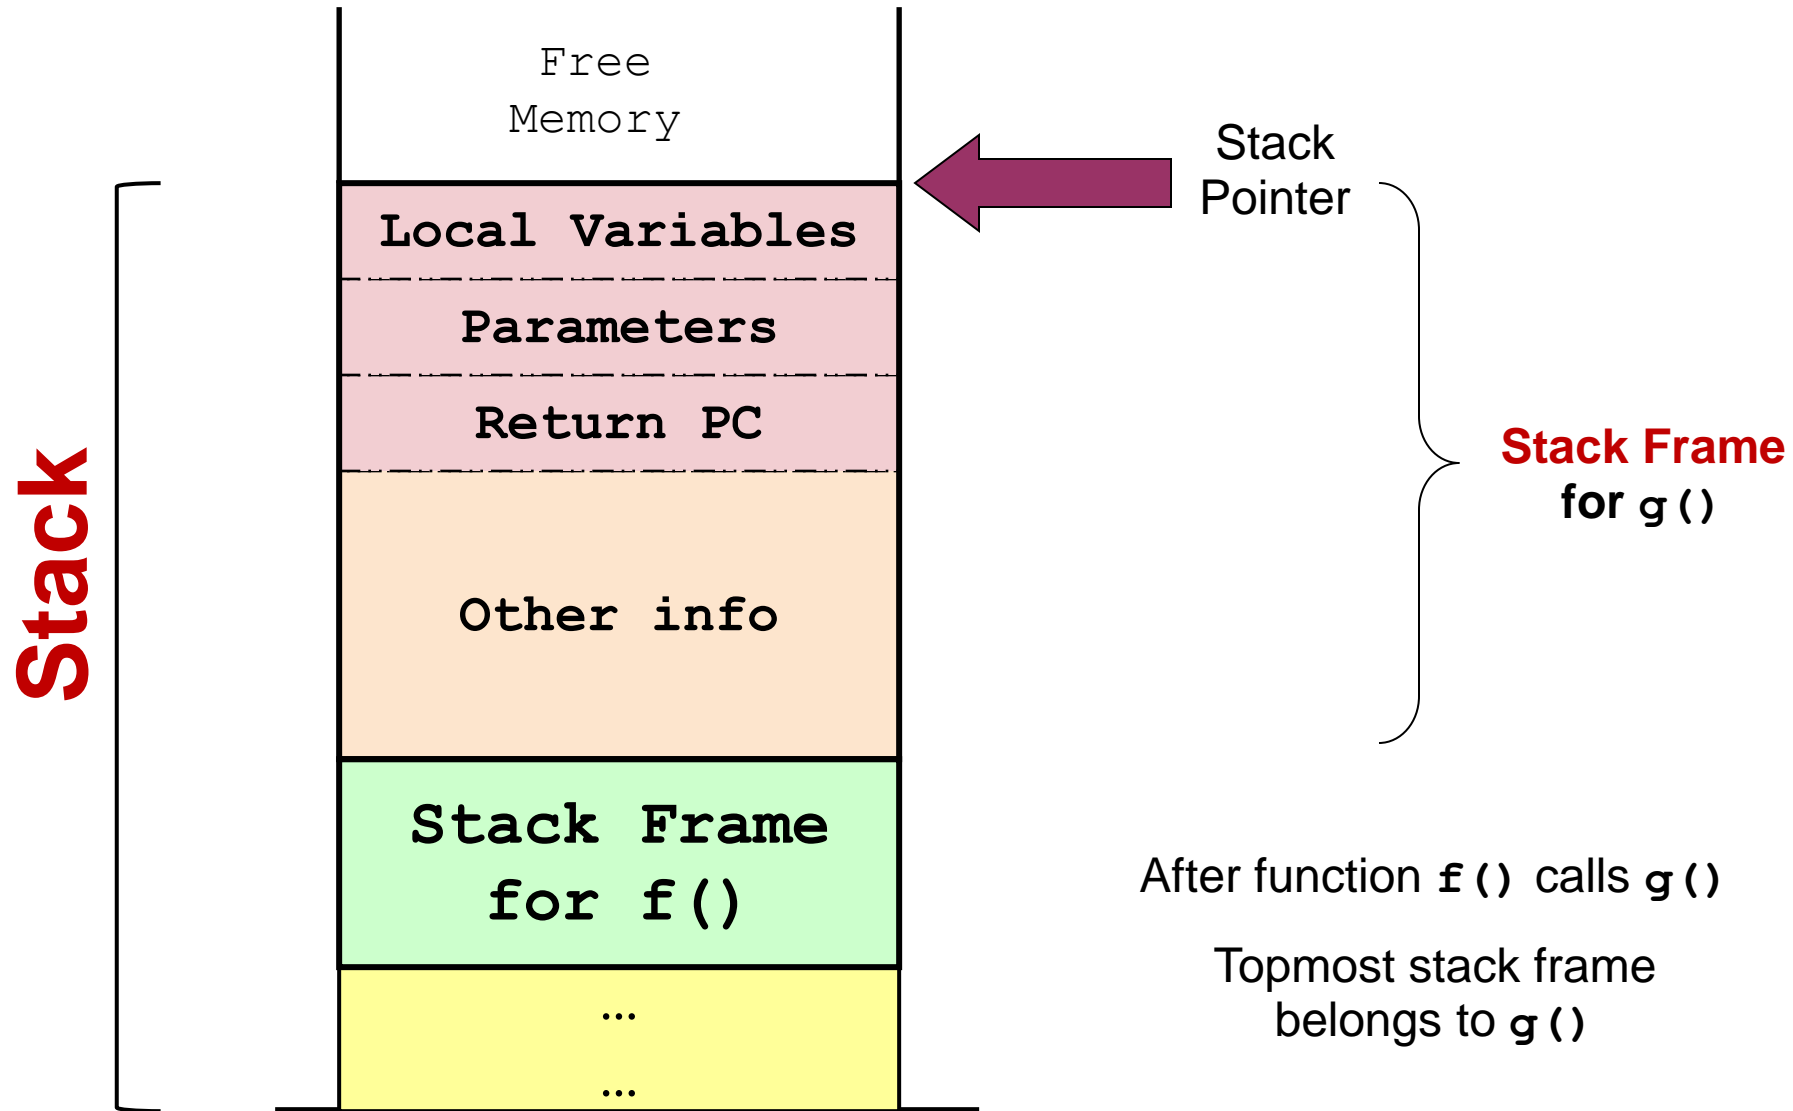 Free
Memory
Stack
Pointer
Local Variables
Parameters
Return PC
Other info
Stack Frame
for g()
Stack
Stack Frame
for f()
After function f() calls g()
Topmost stack frame
belongs to g()
…
…